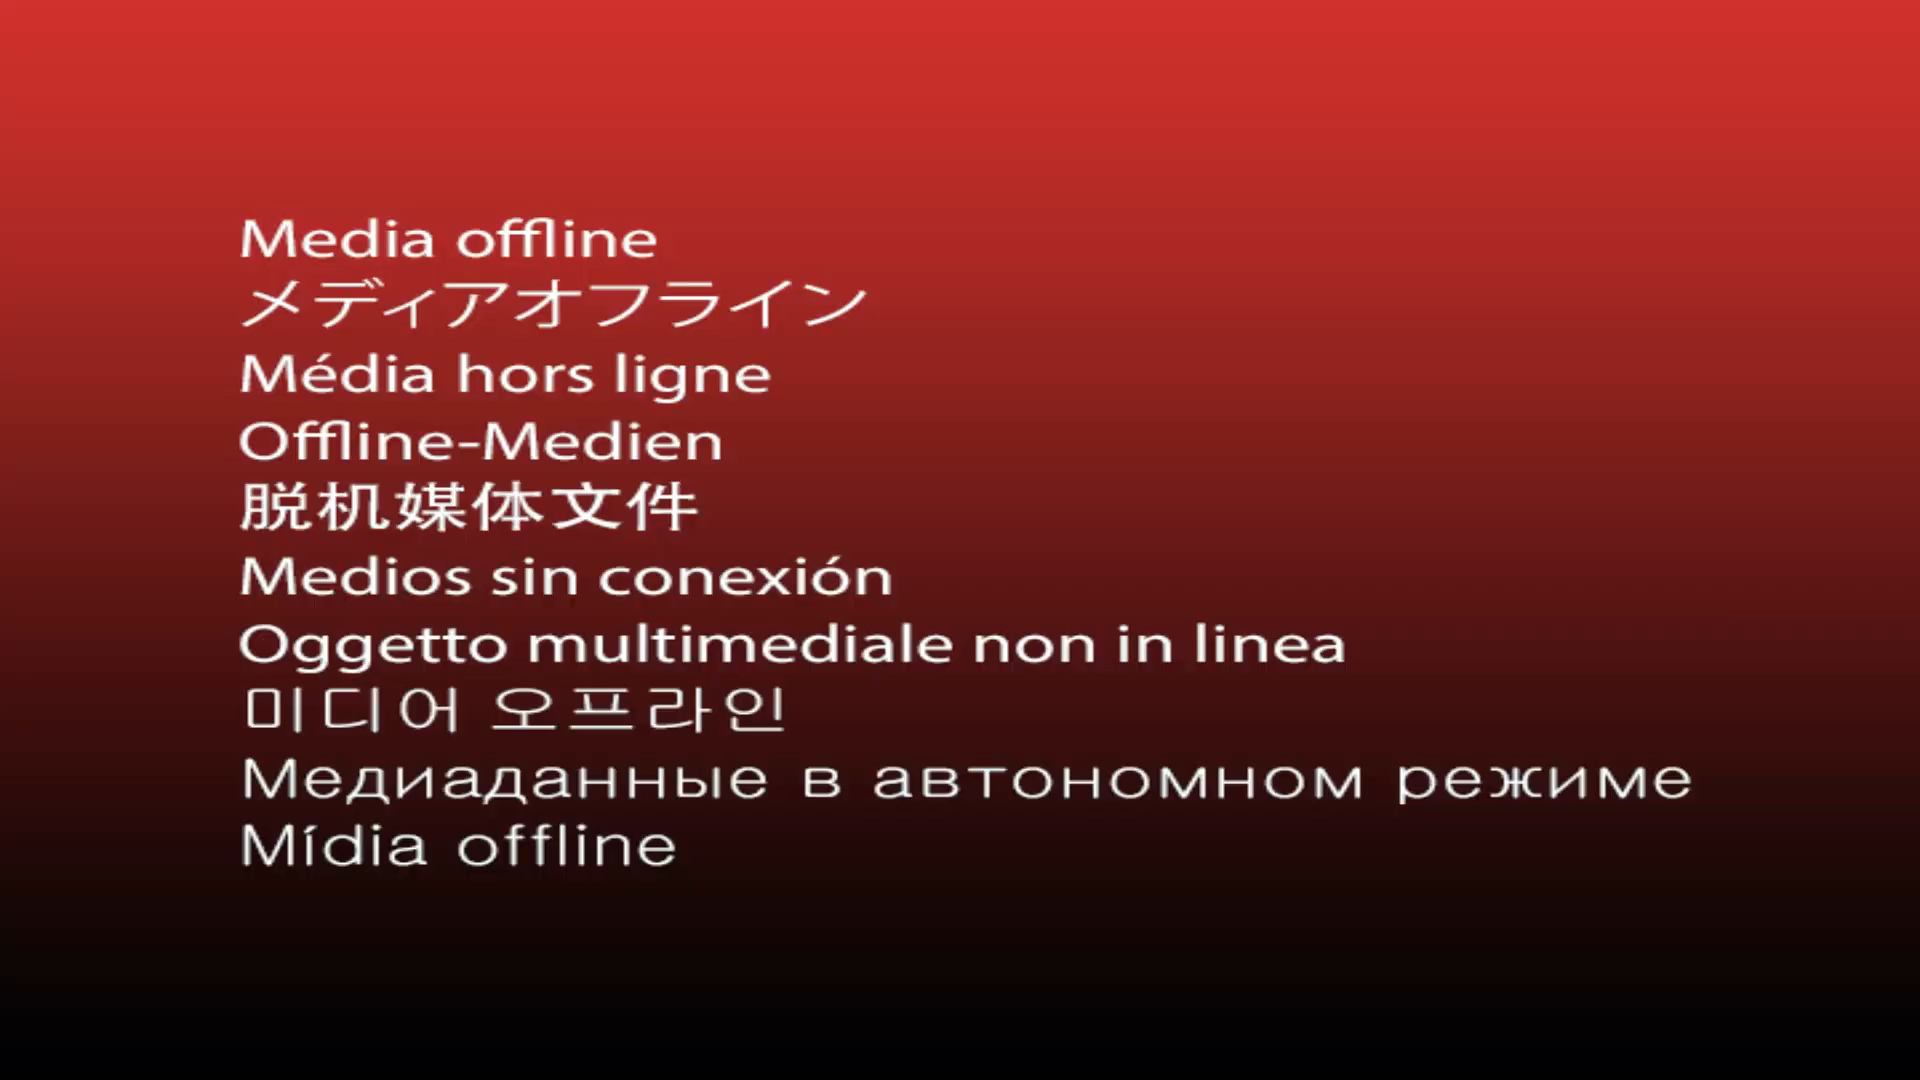 Media offline
メディアオフライン
Média hors ligne
Offline-Medien
脱机媒体文件
Medios sin conexión
Oggetto multimediale non in linea
미디어 오프라인
Медиаданные в автономном режиме
Mídia offline